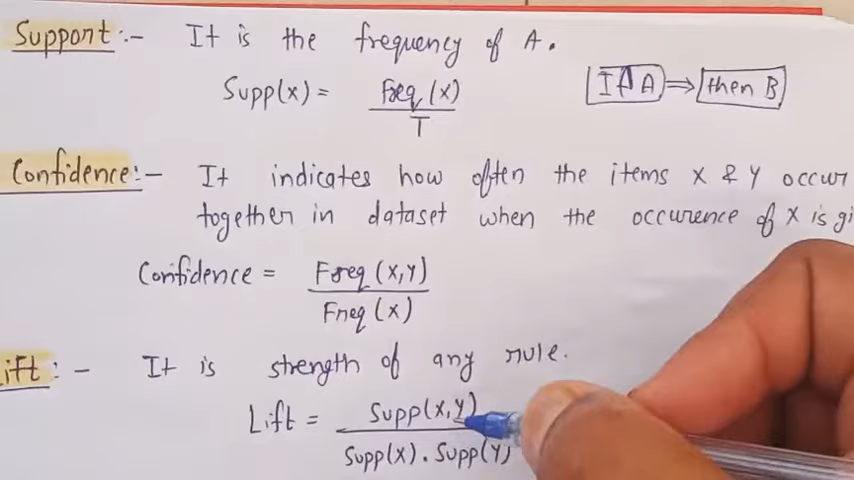 Support :- It is the frequency of A.
Supp(x) = Freq (x) / T
If A ⇒ then B
Confidence :- It indicates how often the items x & y occur
together in dataset when the occurence of x is gi
Confidence = Freq (x,y) / Freq (x)
ift :- It is strength of any rule.
Lift = Supp(x,y) / Supp(x) . Supp(y)